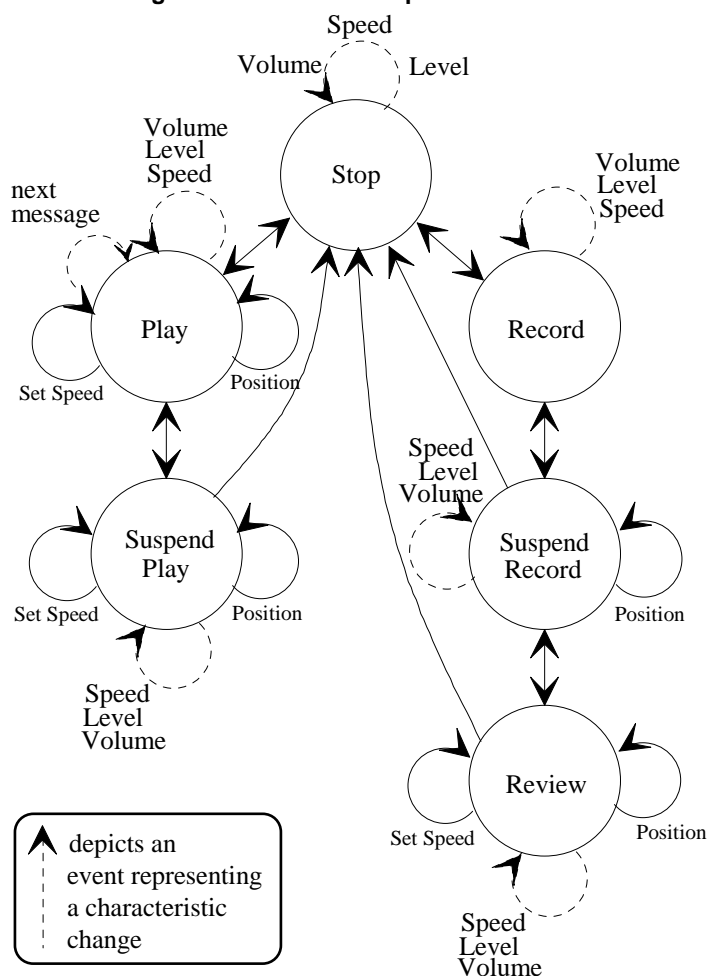 Speed
Volume
Level
Stop
Volume
Level
Speed
next
message
Volume
Level
Speed
Play
Record
Set Speed
Position
Speed
Level
Volume
Suspend
Play
Suspend
Record
Set Speed
Position
Position
Speed
Level
Volume
Review
Set Speed
Position
Speed
Level
Volume
depicts an
event representing
a characteristic
change